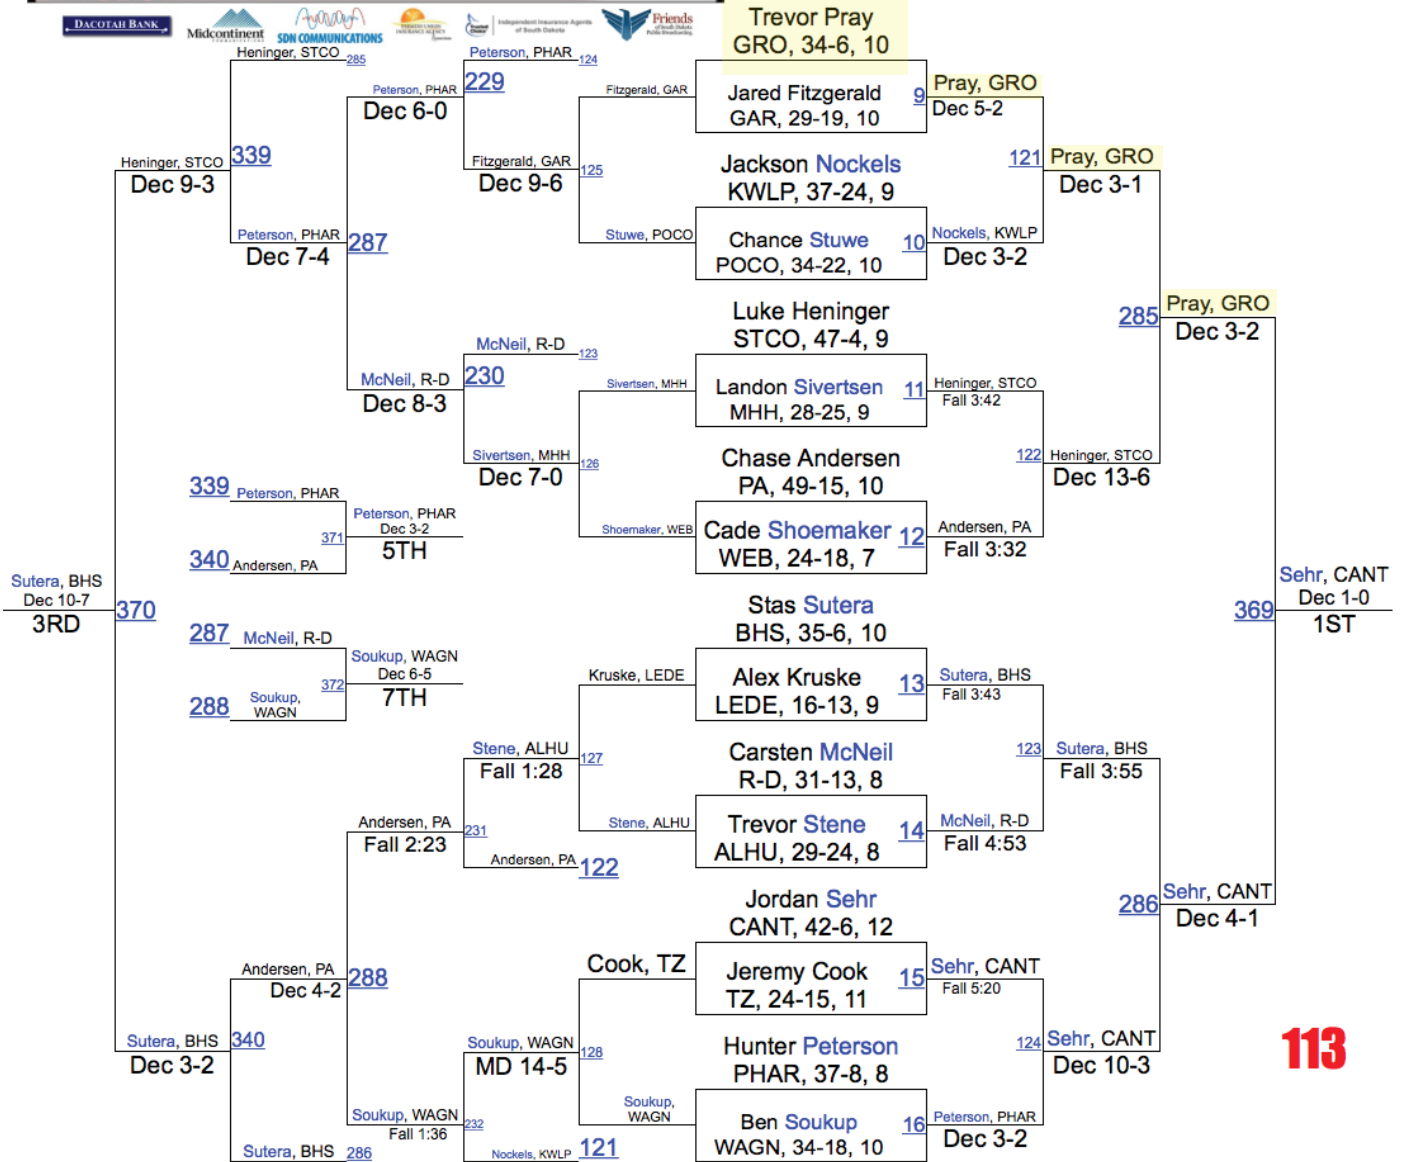 DACOTAH BANK
Midcontinent
COMMUNICATIONS
SDN COMMUNICATIONS
INSURANCE AGENCY
Trusted Choice
Independent Insurance Agents
of South Dakota
Friends
of South Dakota
Public Broadcasting
Trevor Pray
GRO, 34-6, 10
Heninger, STCO 285
Peterson, PHAR 124
Peterson, PHAR 229
Dec 6-0
Fitzgerald, GAR
Jared Fitzgerald 9
GAR, 29-19, 10
Pray, GRO
Dec 5-2
Heninger, STCO 339
Dec 9-3
Fitzgerald, GAR 125
Dec 9-6
Jackson Nockels
KWLP, 37-24, 9
121 Pray, GRO
Dec 3-1
Peterson, PHAR 287
Dec 7-4
Stuwe, POCO
Chance Stuwe 10
POCO, 34-22, 10
Nockels, KWLP
Dec 3-2
Luke Heninger
STCO, 47-4, 9
285 Pray, GRO
Dec 3-2
McNeil, R-D 123
McNeil, R-D 230
Dec 8-3
Sivertsen, MHH
Landon Sivertsen 11
MHH, 28-25, 9
Heninger, STCO
Fall 3:42
Sivertsen, MHH 126
Dec 7-0
Chase Andersen
PA, 49-15, 10
122 Heninger, STCO
Dec 13-6
339 Peterson, PHAR
Peterson, PHAR
Dec 3-2
371
5TH
340 Andersen, PA
Shoemaker, WEB
Cade Shoemaker 12
WEB, 24-18, 7
Andersen, PA
Fall 3:32
Sutera, BHS
Dec 10-7
370
3RD
Stas Sutera
BHS, 35-6, 10
369
Sehr, CANT
Dec 1-0
1ST
287 McNeil, R-D
Soukup, WAGN
Dec 6-5
372
7TH
288 Soukup,
WAGN
Kruske, LEDE
Alex Kruske 13
LEDE, 16-13, 9
Sutera, BHS
Fall 3:43
Stene, ALHU 127
Fall 1:28
Carsten McNeil
R-D, 31-13, 8
123 Sutera, BHS
Fall 3:55
Andersen, PA 231
Fall 2:23
Stene, ALHU
Trevor Stene 14
ALHU, 29-24, 8
McNeil, R-D
Fall 4:53
Andersen, PA 122
Jordan Sehr
CANT, 42-6, 12
286 Sehr, CANT
Dec 4-1
Andersen, PA 288
Dec 4-2
Cook, TZ
Jeremy Cook 15
TZ, 24-15, 11
Sehr, CANT
Fall 5:20
Sutera, BHS 340
Dec 3-2
Soukup, WAGN 128
MD 14-5
Hunter Peterson
PHAR, 37-8, 8
124 Sehr, CANT
Dec 10-3
113
Soukup, WAGN 232
Fall 1:36
Soukup,
WAGN
Ben Soukup 16
WAGN, 34-18, 10
Peterson, PHAR
Dec 3-2
Sutera, BHS 286
Nockels, KWLP 121